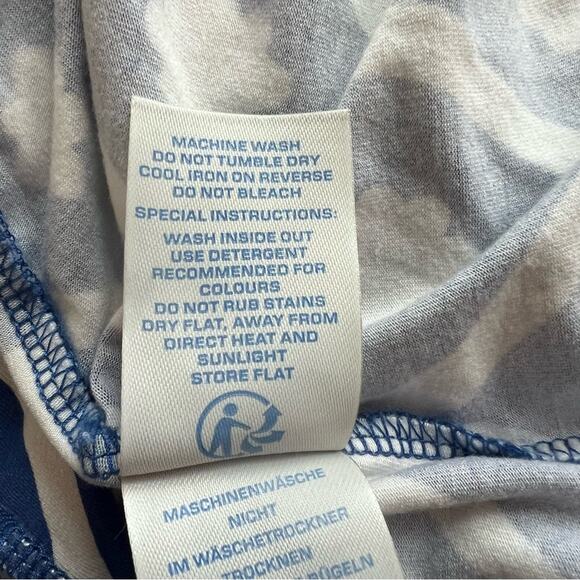 MACHINE WASH
DO NOT TUMBLE DRY
COOL IRON ON REVERSE
DO NOT BLEACH
SPECIAL INSTRUCTIONS:
WASH INSIDE OUT
USE DETERGENT
RECOMMENDED FOR
COLOURS
DO NOT RUB STAINS
DRY FLAT, AWAY FROM
DIRECT HEAT AND
SUNLIGHT
STORE FLAT
MASCHINENWÄSCHE
NICHT
IM WÄSCHETROCKNER
TROCKNEN
BÜGELN